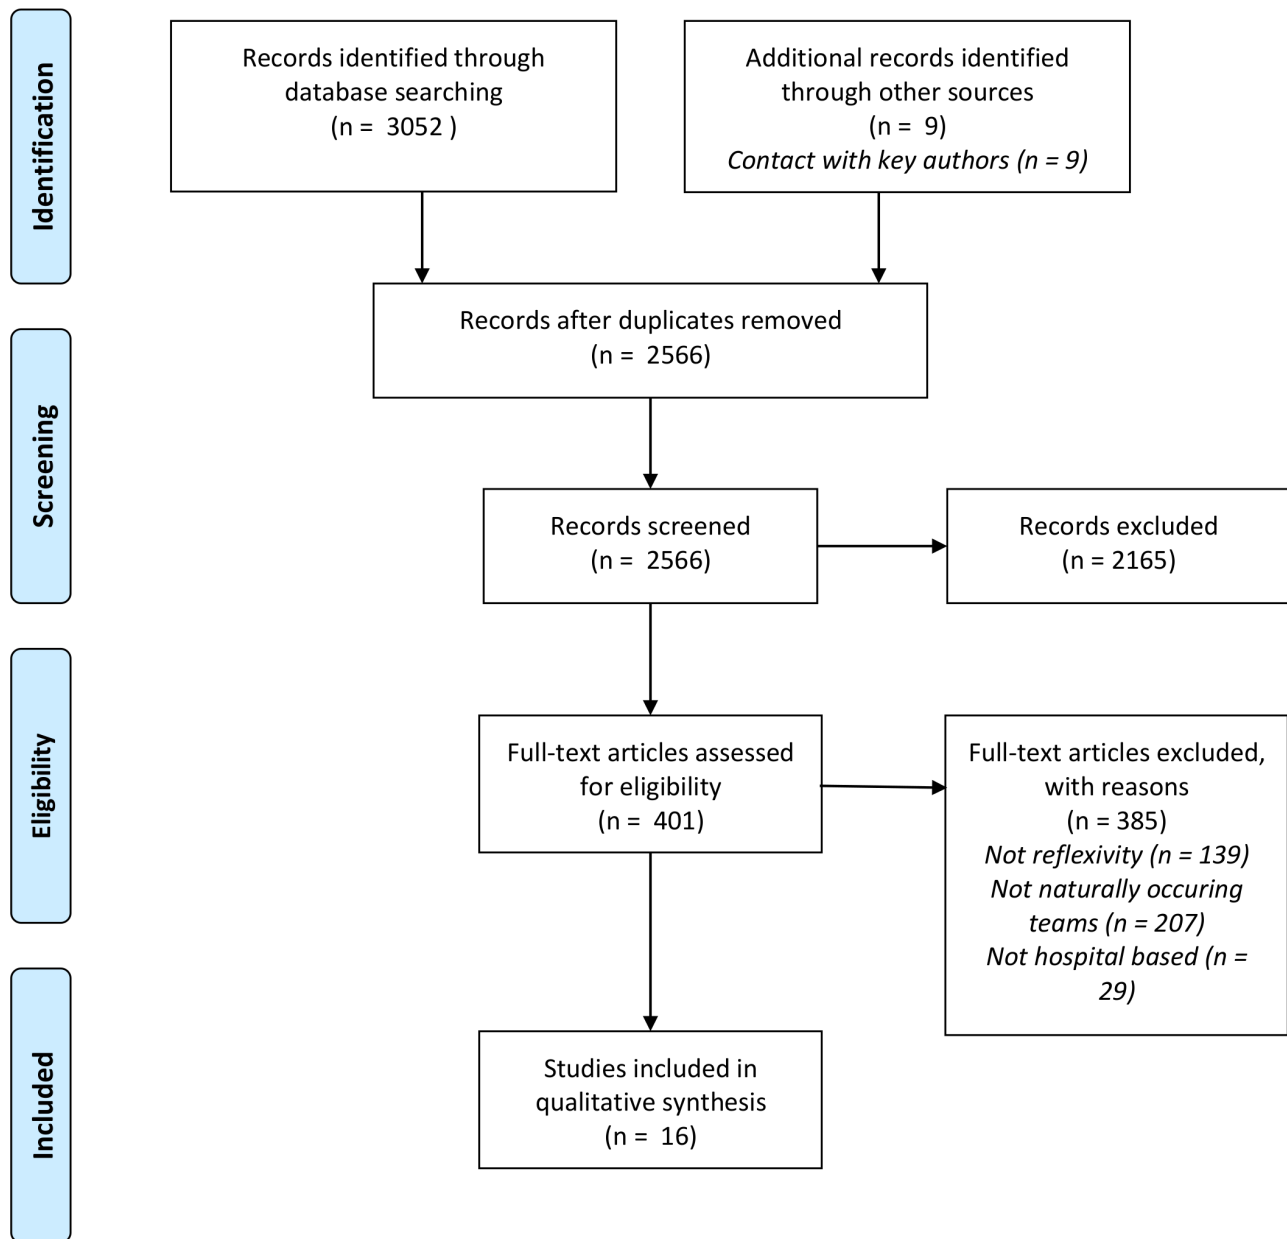 Identification
Records identified through
database searching
(n = 3052 )
Additional records identified
through other sources
(n = 9)
Contact with key authors (n = 9)
Records after duplicates removed
(n = 2566)
Screening
Records screened
(n = 2566)
Records excluded
(n = 2165)
Eligibility
Full-text articles assessed
for eligibility
(n = 401)
Full-text articles excluded,
with reasons
(n = 385)
Not reflexivity (n = 139)
Not naturally occuring
teams (n = 207)
Not hospital based (n =
29)
Included
Studies included in
qualitative synthesis
(n = 16)